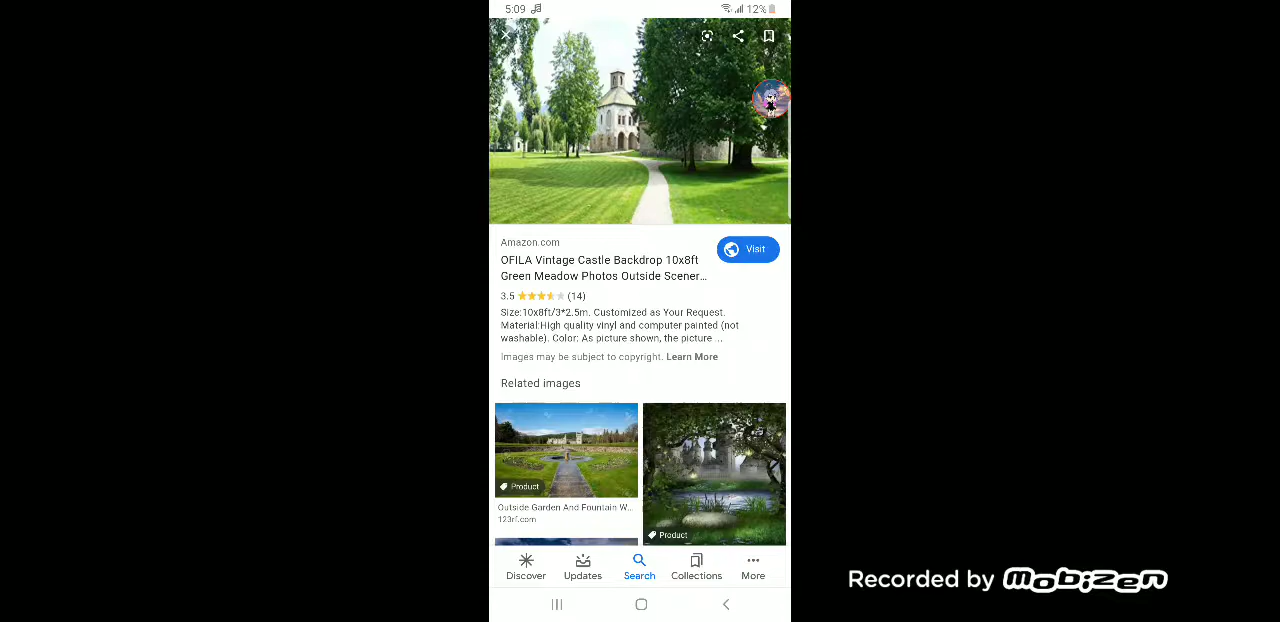 5:09
12%
Amazon.com
OFILA Vintage Castle Backdrop 10x8ft
Green Meadow Photos Outside Scener...
Visit
3.5 (14)
Size:10x8ft/3*2.5m. Customized as Your Request.
Material:High quality vinyl and computer painted (not
washable). Color: As picture shown, the picture ...
Images may be subject to copyright. Learn More
Related images
Product
Outside Garden And Fountain W...
123rf.com
Product
Discover Updates Search Collections More
Recorded by mobizen